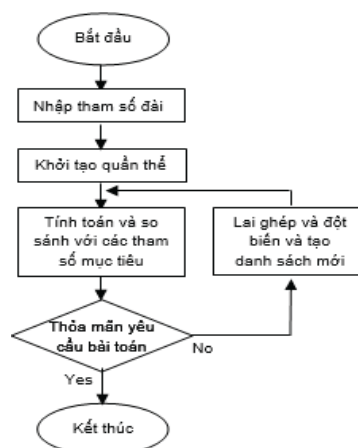 Bắt đầu
Nhập tham số đài
Khởi tạo quần thể
Tính toán và so
sánh với các tham
số mục tiêu
Lai ghép và đột
biến và tạo
danh sách mới
Thỏa mãn yêu
cầu bài toán
No
Yes
Kết thúc